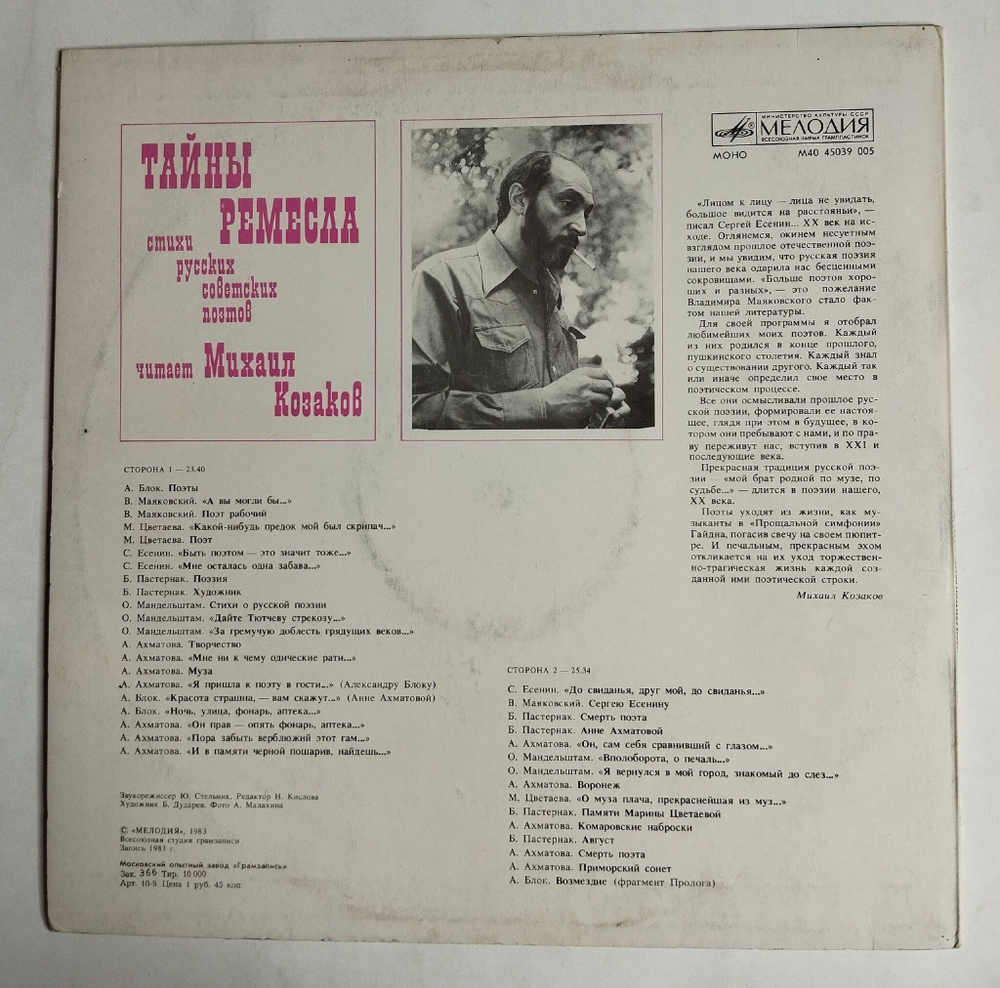 ТАЙНЫ
РЕМЕСЛА
стихи
русских
советских
поэтов
читает Михаил
Козаков
МИНИСТЕРСТВО КУЛЬТУРЫ СССР
МЕЛОДИЯ
ВСЕСОЮЗНАЯ ФИРМА ГРАМПЛАСТИНОК
МОНО М40 45039 005
«Лицом к лицу — лица не увидать,
большое видится на расстояньи», —
писал Сергей Есенин... XX век на ис-
ходе. Оглянемся, окинем несуетным
взглядом прошлое отечественной поэ-
зии, и мы увидим, что русская поэзия
нашего века одарила нас бесценными
сокровищами. «Больше поэтов хоро-
ших и разных», — это пожелание
Владимира Маяковского стало фак-
том нашей литературы.
Для своей программы я отобрал
любимейших моих поэтов. Каждый
из них родился в конце прошлого,
пушкинского столетия. Каждый знал
о существовании другого. Каждый так
или иначе определил свое место в
поэтическом процессе.
Все они осмысливали прошлое рус-
ской поэзии, формировали ее настоя-
щее, глядя при этом в будущее, в ко-
тором они пребывают с нами, и по пра-
ву переживут нас, вступив в XXI и
последующие века.
Прекрасная традиция русской поэ-
зии — «мой брат родной по музе, по
судьбе...» — длится в поэзии нашего,
XX века.
Поэты уходят из жизни, как му-
зыканты в «Прощальной симфонии»
Гайдна, погасив свечу на своем пюпит-
ре. И печальным, прекрасным эхом
откликается на их уход торжествен-
но-трагическая жизнь каждой соз-
данной ими поэтической строки.
Михаил Козаков
СТОРОНА 1 — 23.40
А. Блок. Поэты
В. Маяковский. «А вы могли бы...»
В. Маяковский. Поэт рабочий
М. Цветаева. «Какой-нибудь предок мой был скрипач...»
М. Цветаева. Поэт
С. Есенин. «Быть поэтом — это значит тоже...»
С. Есенин. «Мне осталась одна забава...»
Б. Пастернак. Поэзия
Б. Пастернак. Художник
О. Мандельштам. Стихи о русской поэзии
О. Мандельштам. «Дайте Тютчеву стрекозу...»
О. Мандельштам. «За гремучую доблесть грядущих веков...»
А. Ахматова. Творчество
А. Ахматова. «Мне ни к чему одические рати...»
А. Ахматова. Муза
А. Ахматова. «Я пришла к поэту в гости...» (Александру Блоку)
А. Блок. «Красота страшна, — вам скажут...» (Анне Ахматовой)
А. Блок. «Ночь, улица, фонарь, аптека...»
А. Ахматова. «Он прав — опять фонарь, аптека...»
А. Ахматова. «Пора забыть верблюжий этот гам...»
А. Ахматова. «И в памяти черной пошарив, найдешь...»
СТОРОНА 2 — 25.34
С. Есенин. «До свиданья, друг мой, до свиданья...»
В. Маяковский. Сергею Есенину
Б. Пастернак. Смерть поэта
Б. Пастернак. Анне Ахматовой
А. Ахматова. «Он, сам себя сравнивший с глазом...»
О. Мандельштам. «Вполоборота, о печаль...»
О. Мандельштам. «Я вернулся в мой город, знакомый до слез...»
А. Ахматова. Воронеж
М. Цветаева. «О муза плача, прекраснейшая из муз...»
Б. Пастернак. Памяти Марины Цветаевой
А. Ахматова. Комаровские наброски
Б. Пастернак. Август
А. Ахматова. Смерть поэта
А. Ахматова. Приморский сонет
А. Блок. Возмездие (фрагмент Пролога)
Звукорежиссер Ю. Стельник. Редактор Н. Кислова
Художник Б. Дударев. Фото А. Малахина
© «МЕЛОДИЯ», 1983
Всесоюзная студия грамзаписи
Запись 1983 г.
Московский опытный завод «Грамзапись»
Зак. 366 Тир. 10 000
Арт. 10-9. Цена 1 руб. 45 коп.